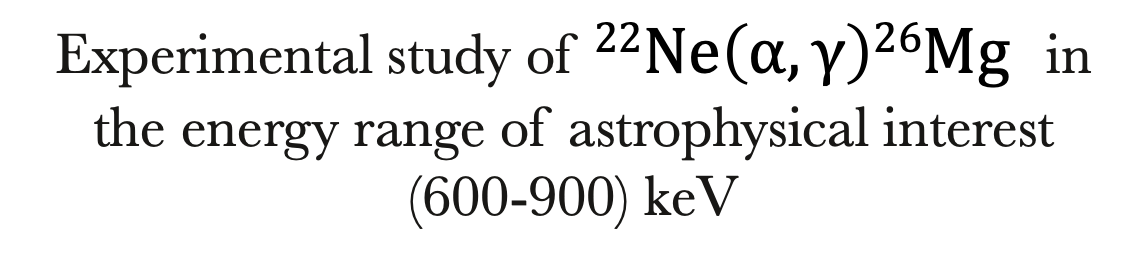 Experimental study of ²²Ne(α, γ)²⁶Mg in
the energy range of astrophysical interest
(600-900) keV